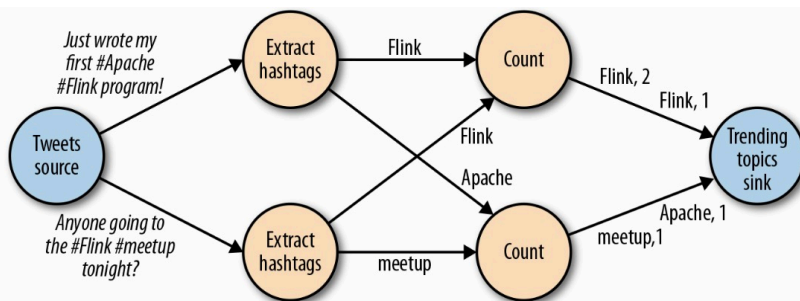 Just wrote my
first #Apache
#Flink program!
Extract
hashtags
Flink
Count
Flink, 2
Flink, 1
Tweets
source
Flink
Apache
Trending
topics
sink
Anyone going to
the #Flink #meetup
tonight?
Extract
hashtags
meetup
Count
Apache, 1
meetup,1